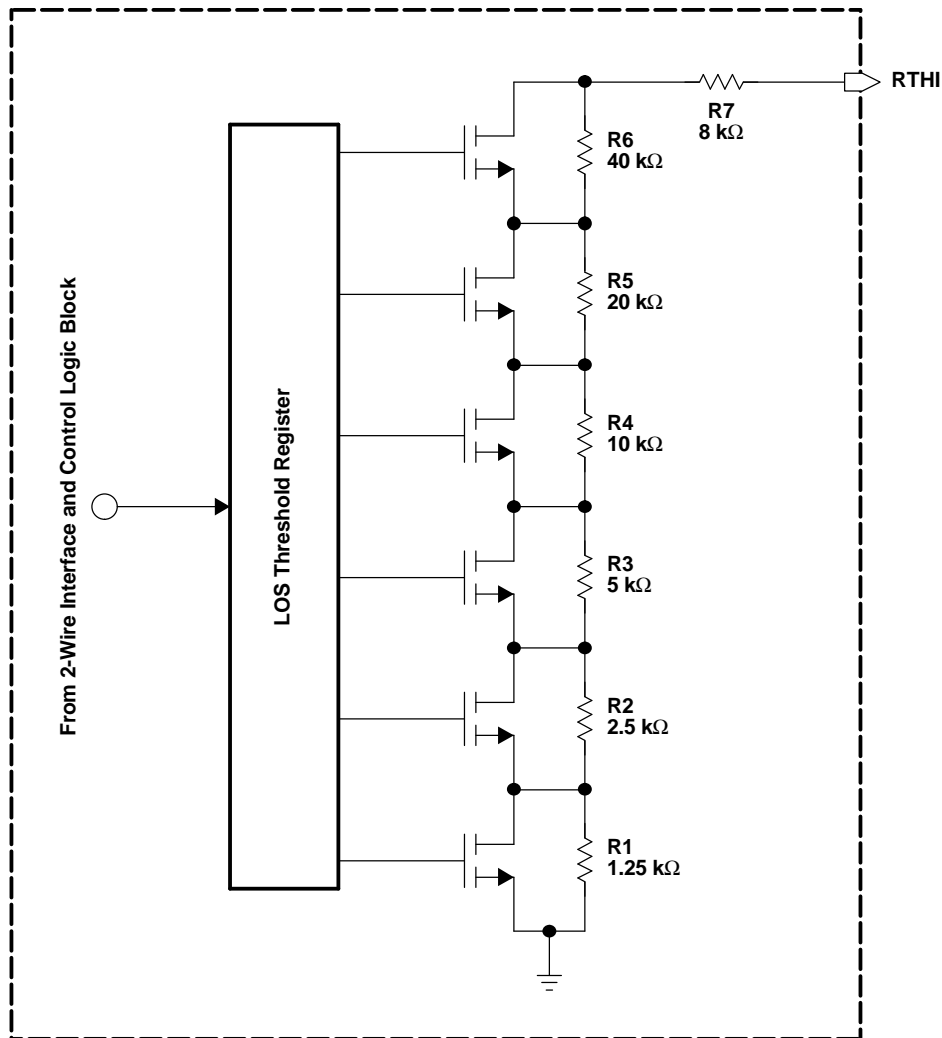 RTHI
R7
8 kΩ
R6
40 kΩ
R5
20 kΩ
R4
10 kΩ
R3
5 kΩ
R2
2.5 kΩ
R1
1.25 kΩ
LOS Threshold Register
From 2-Wire Interface and Control Logic Block